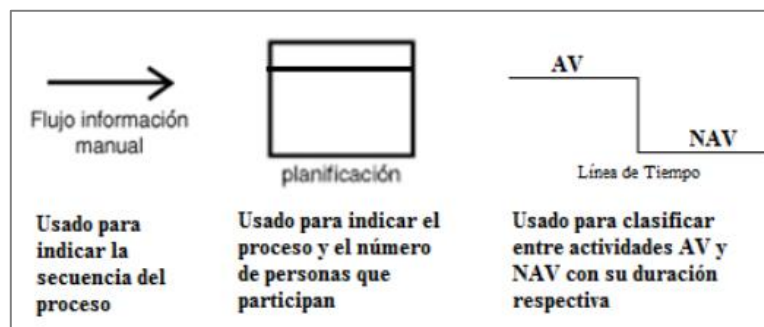 Flujo información
manual
Usado para
indicar la
secuencia del
proceso
planificación
Usado para indicar el
proceso y el número
de personas que
participan
AV
NAV
Línea de Tiempo
Usado para clasificar
entre actividades AV y
NAV con su duración
respectiva